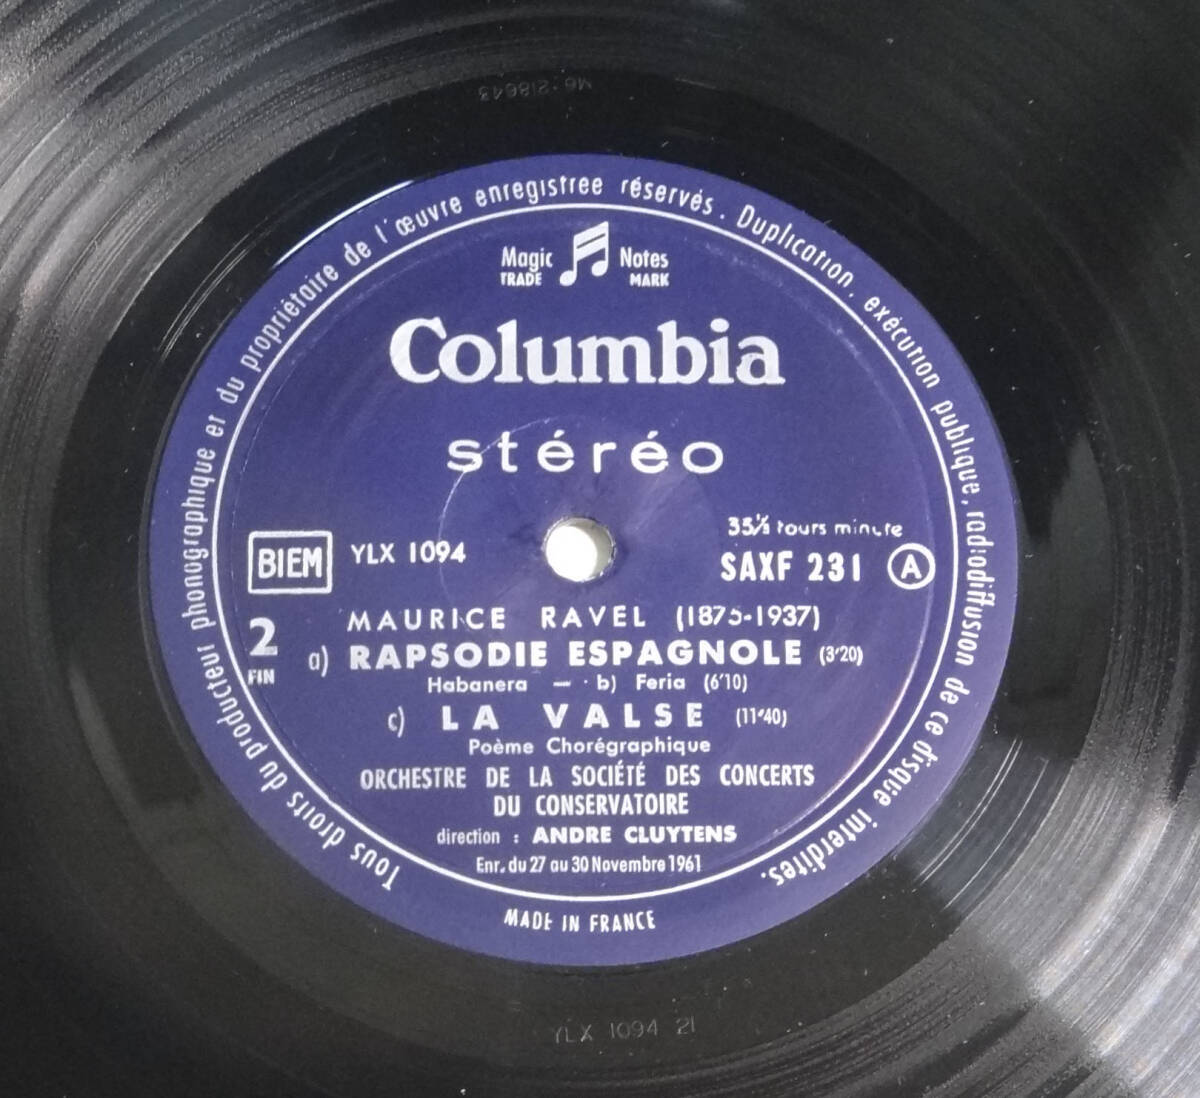 M6·218643
Tous droits du producteur phonographique et du propriétaire de l'œuvre enregistrée réservés. Duplication, exécution publique, radiodiffusion de ce disque interdites.
Magic Notes
TRADE MARK
Columbia
stéréo
BIEM YLX 1094
33⅓ tours minute
SAXF 231 A
2
FIN
MAURICE RAVEL (1875-1937)
a) RAPSODIE ESPAGNOLE (3'20)
Habanera — · b) Feria (6'10)
c) LA VALSE (11'40)
Poème Chorégraphique
ORCHESTRE DE LA SOCIÉTÉ DES CONCERTS
DU CONSERVATOIRE
direction : ANDRE CLUYTENS
Enr. du 27 au 30 Novembre 1961
MADE IN FRANCE
YLX 1094 21